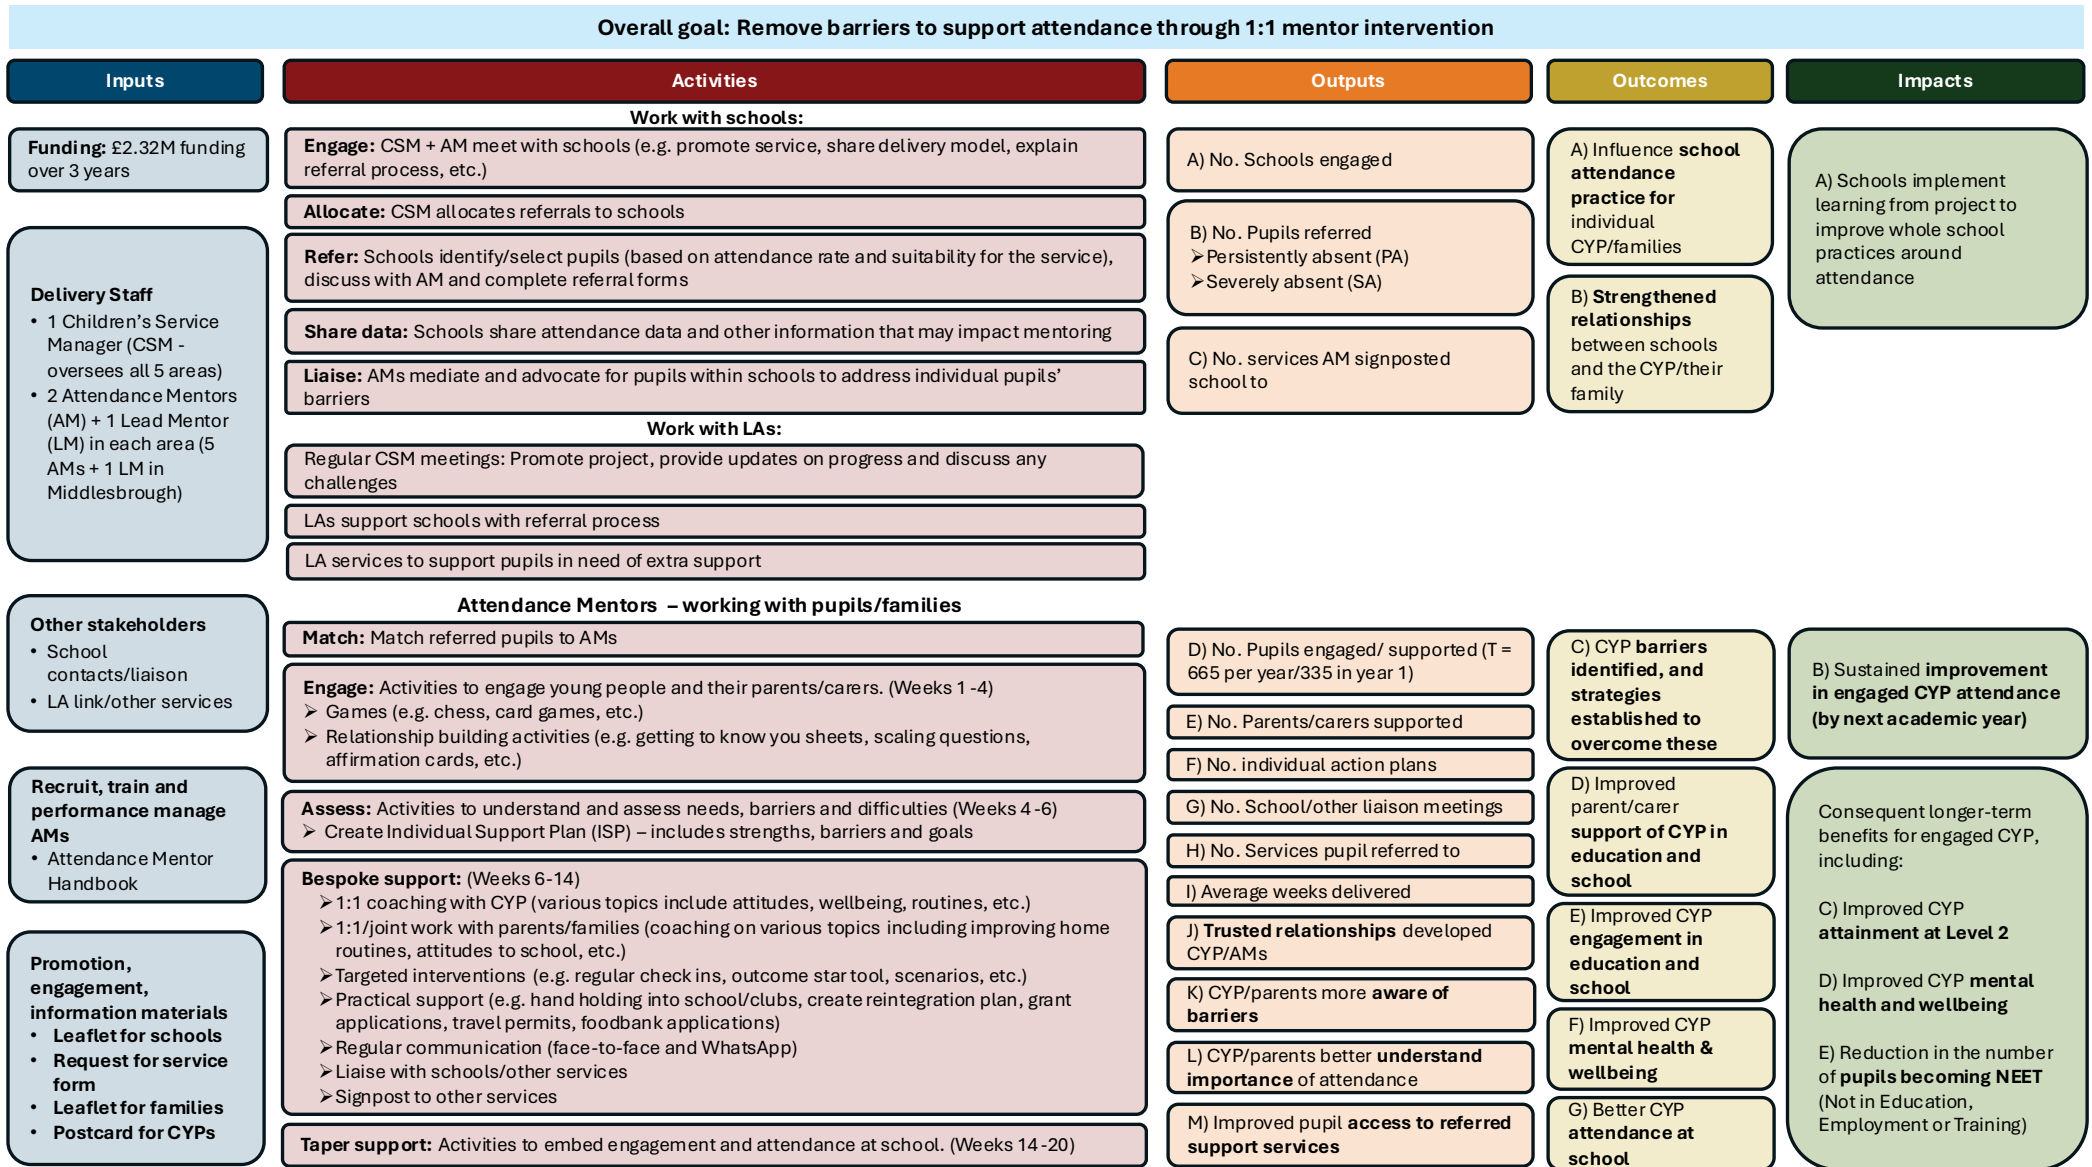 Overall goal: Remove barriers to support attendance through 1:1 mentor intervention
Inputs
Funding: £2.32M funding
over 3 years
Delivery Staff
• 1 Children's Service
Manager (CSM -
oversees all 5 areas)
• 2 Attendance Mentors
(AM) + 1 Lead Mentor
(LM) in each area (5
AMs + 1 LM in
Middlesbrough)
Other stakeholders
• School
contacts/liaison
• LA link/other services
Recruit, train and
performance manage
AMs
• Attendance Mentor
Handbook
Promotion,
engagement,
information materials
• Leaflet for schools
• Request for service
form
• Leaflet for families
• Postcard for CYPs
Activities
Work with schools:
Engage: CSM + AM meet with schools (e.g. promote service, share delivery model, explain
referral process, etc.)
Allocate: CSM allocates referrals to schools
Refer: Schools identify/select pupils (based on attendance rate and suitability for the service),
discuss with AM and complete referral forms
Share data: Schools share attendance data and other information that may impact mentoring
Liaise: AMs mediate and advocate for pupils within schools to address individual pupils'
barriers
Work with LAs:
Regular CSM meetings: Promote project, provide updates on progress and discuss any
challenges
LAs support schools with referral process
LA services to support pupils in need of extra support
Attendance Mentors – working with pupils/families
Match: Match referred pupils to AMs
Engage: Activities to engage young people and their parents/carers. (Weeks 1-4)
➢ Games (e.g. chess, card games, etc.)
➢ Relationship building activities (e.g. getting to know you sheets, scaling questions,
affirmation cards, etc.)
Assess: Activities to understand and assess needs, barriers and difficulties (Weeks 4-6)
➢ Create Individual Support Plan (ISP) – includes strengths, barriers and goals
Bespoke support: (Weeks 6-14)
➢1:1 coaching with CYP (various topics include attitudes, wellbeing, routines, etc.)
➢1:1/joint work with parents/families (coaching on various topics including improving home
routines, attitudes to school, etc.)
➢Targeted interventions (e.g. regular check ins, outcome star tool, scenarios, etc.)
➢Practical support (e.g. hand holding into school/clubs, create reintegration plan, grant
applications, travel permits, foodbank applications)
➢Regular communication (face-to-face and WhatsApp)
➢Liaise with schools/other services
➢Signpost to other services
Taper support: Activities to embed engagement and attendance at school. (Weeks 14-20)
Outputs
A) No. Schools engaged
B) No. Pupils referred
➢Persistently absent (PA)
➢Severely absent (SA)
C) No. services AM signposted
school to
D) No. Pupils engaged/ supported (T =
665 per year/335 in year 1)
E) No. Parents/carers supported
F) No. individual action plans
G) No. School/other liaison meetings
H) No. Services pupil referred to
I) Average weeks delivered
J) Trusted relationships developed
CYP/AMs
K) CYP/parents more aware of
barriers
L) CYP/parents better understand
importance of attendance
M) Improved pupil access to referred
support services
Outcomes
A) Influence school
attendance
practice for
individual
CYP/families
B) Strengthened
relationships
between schools
and the CYP/their
family
C) CYP barriers
identified, and
strategies
established to
overcome these
D) Improved
parent/carer
support of CYP in
education and
school
E) Improved CYP
engagement in
education and
school
F) Improved CYP
mental health &
wellbeing
G) Better CYP
attendance at
school
Impacts
A) Schools implement
learning from project to
improve whole school
practices around
attendance
B) Sustained improvement
in engaged CYP attendance
(by next academic year)
Consequent longer-term
benefits for engaged CYP,
including:
C) Improved CYP
attainment at Level 2
D) Improved CYP mental
health and wellbeing
E) Reduction in the number
of pupils becoming NEET
(Not in Education,
Employment or Training)